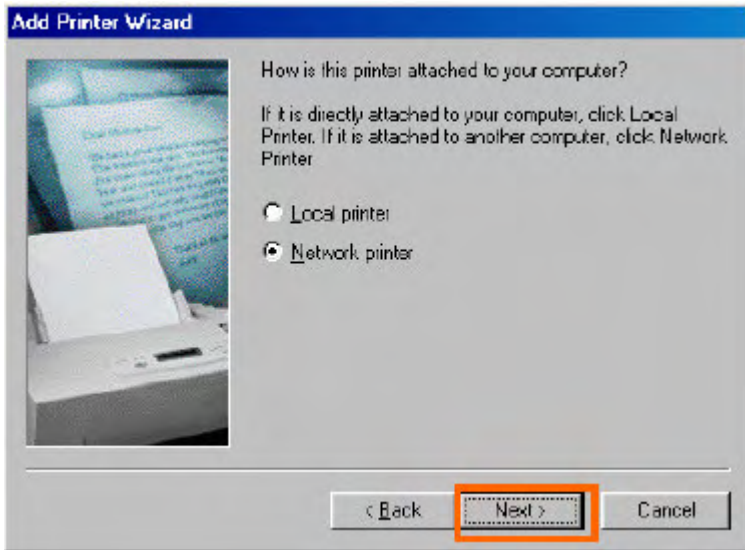 Add Printer Wizard
How is this printer attached to your computer?
If it is directly attached to your computer, click Local
Printer. If it is attached to another computer, click Network
Printer
Local printer
Network printer
< Back
Next >
Cancel